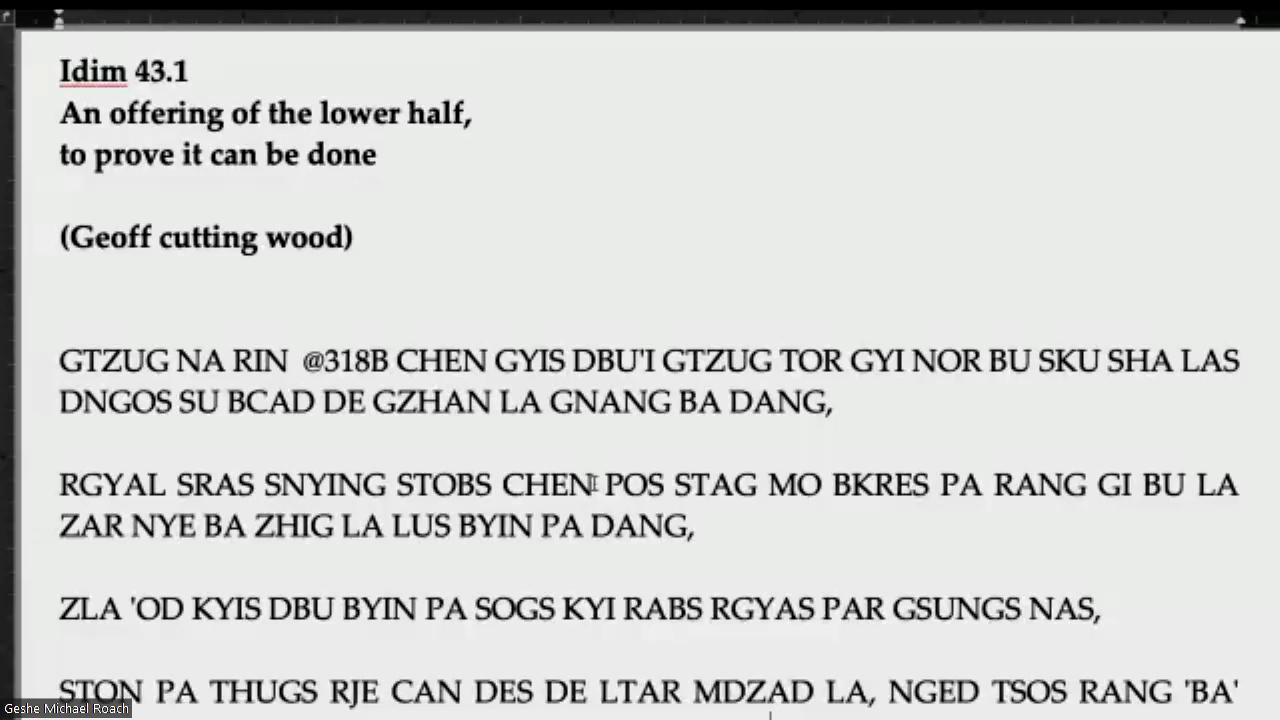 Idim 43.1
An offering of the lower half,
to prove it can be done
(Geoff cutting wood)
GTZUG NA RIN @318B CHEN GYIS DBU'I GTZUG TOR GYI NOR BU SKU SHA LAS
DNGOS SU BCAD DE GZHAN LA GNANG BA DANG,
RGYAL SRAS SNYING STOBS CHEN POS STAG MO BKRES PA RANG GI BU LA
ZAR NYE BA ZHIG LA LUS BYIN PA DANG,
ZLA 'OD KYIS DBU BYIN PA SOGS KYI RABS RGYAS PAR GSUNGS NAS,
STON PA THUGS RJE CAN DES DE LTAR MDZAD LA, NGED TSOS RANG 'BA'
Geshe Michael Roach